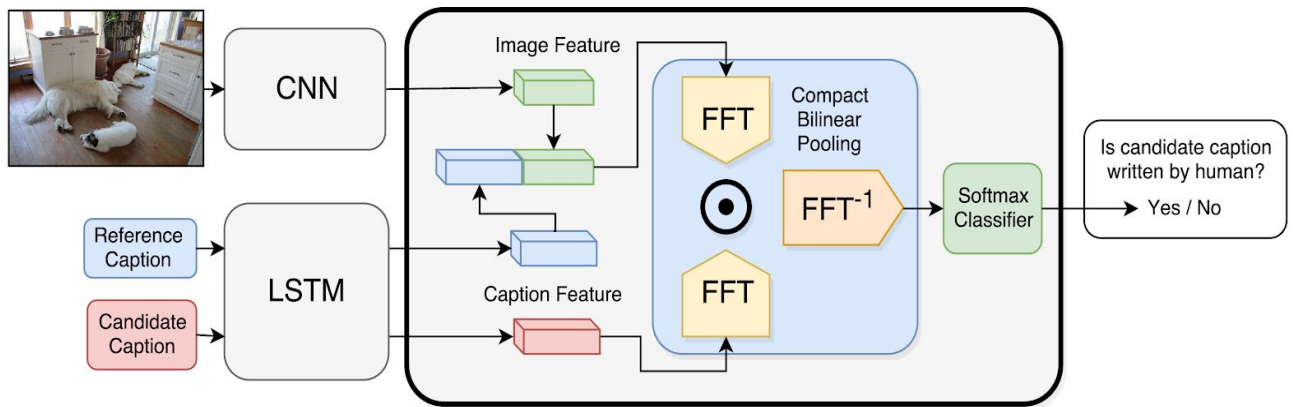 CNN
Image Feature
FFT
Compact
Bilinear
Pooling
FFT⁻¹
Softmax
Classifier
Is candidate caption
written by human?
Yes / No
Reference
Caption
Candidate
Caption
LSTM
Caption Feature
FFT